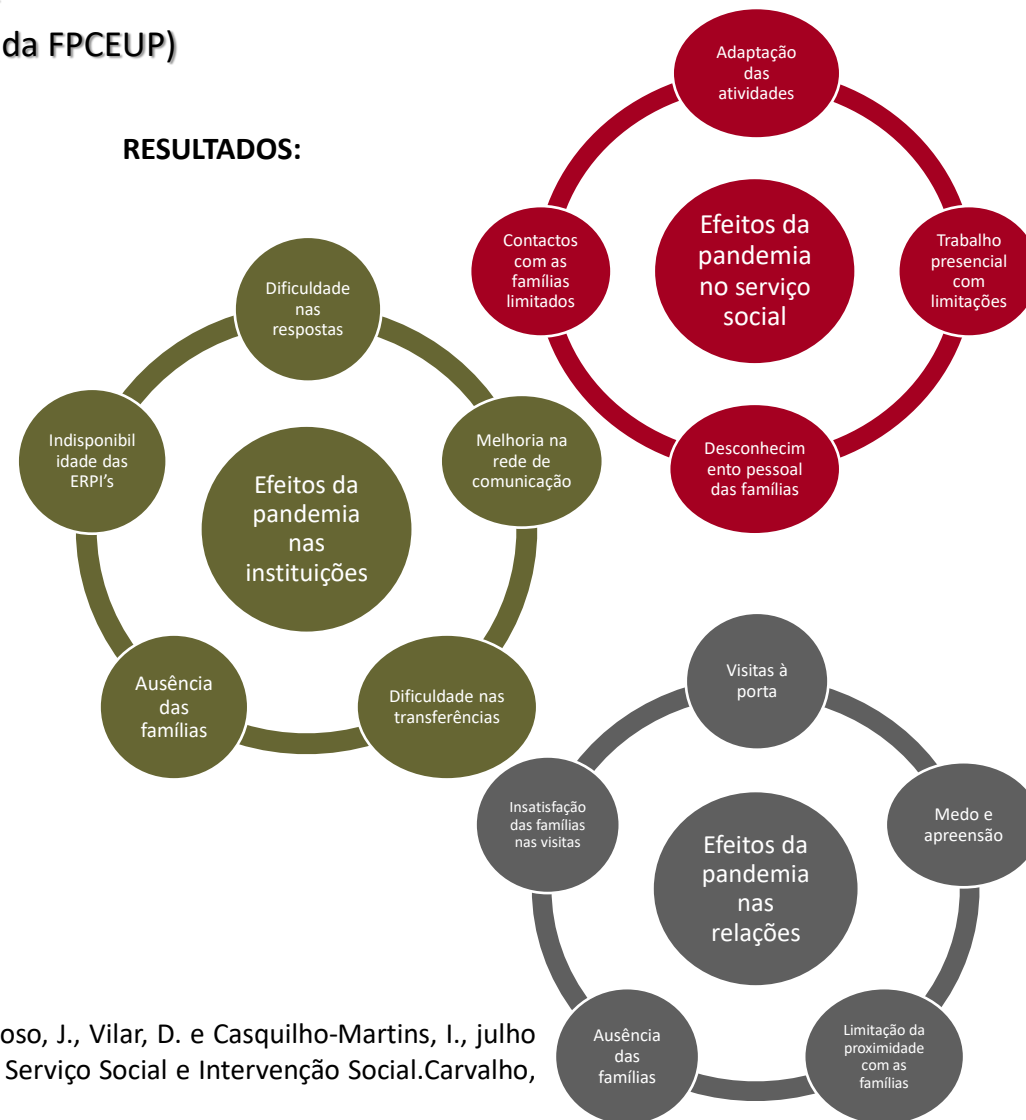 da FPCEUP)
RESULTADOS:
Efeitos da
pandemia
no serviço
social
Adaptação
das
atividades
Trabalho
presencial
com
limitações
Desconhecim
ento pessoal
das famílias
Contactos
com as
famílias
limitados
Efeitos da
pandemia
nas
instituições
Dificuldade
nas
respostas
Melhoria na
rede de
comunicação
Dificuldade nas
transferências
Ausência
das
famílias
Indisponibil
idade das
ERPI's
Efeitos da
pandemia
nas
relações
Visitas à
porta
Medo e
apreensão
Limitação da
proximidade
com as
famílias
Ausência
das
famílias
Insatisfação
das famílias
nas visitas
oso, J., Vilar, D. e Casquilho-Martins, I., julho
Serviço Social e Intervenção Social.Carvalho,